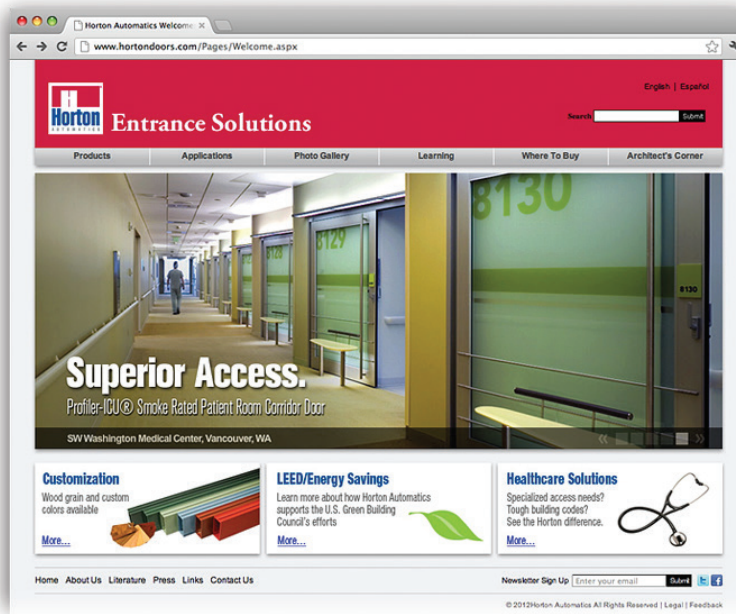 Horton Automatics Welcome
www.hortondoors.com/Pages/Welcome.aspx
English | Español
H
Horton
AUTOMATICS
Entrance Solutions
Search
Submit
Products
Applications
Photo Gallery
Learning
Where To Buy
Architect's Corner
8130
8129
8128
8130
Superior Access.
Profiler-ICU® Smoke Rated Patient Room Corridor Door
SW Washington Medical Center, Vancouver, WA
Customization
Wood grain and custom
colors available
More...
LEED/Energy Savings
Learn more about how Horton Automatics
supports the U.S. Green Building
Council's efforts
More...
Healthcare Solutions
Specialized access needs?
Tough building codes?
See the Horton difference.
More...
Home About Us Literature Press Links Contact Us
Newsletter Sign Up
Enter your email
Submit
© 2012Horton Automatics All Rights Reserved | Legal | Feedback